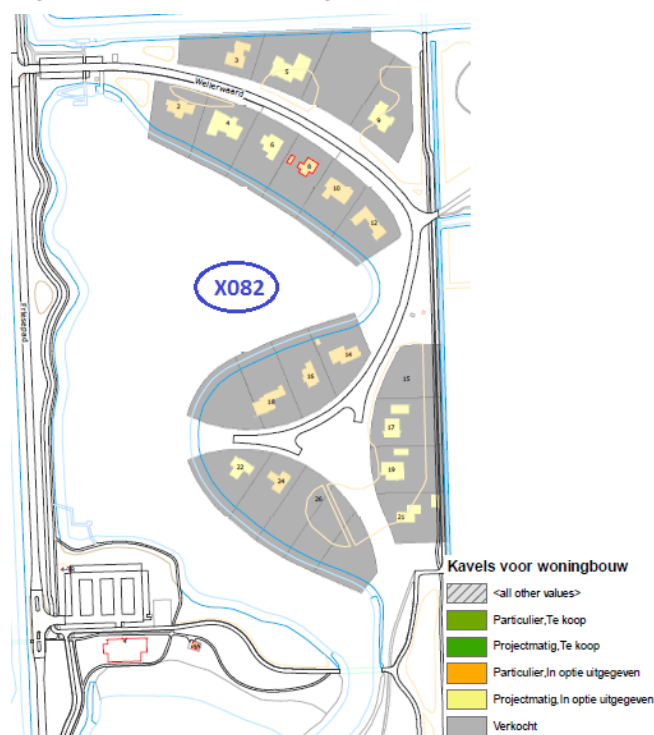 3
5
Wellerwaard
2
4
9
6
8
10
12
X082
Friesepad
14
16
15
18
17
22
24
19
26
21
Kavels voor woningbouw
<all other values>
Particulier,Te koop
Projectmatig,Te koop
Particulier,In optie uitgegeven
Projectmatig,In optie uitgegeven
Verkocht